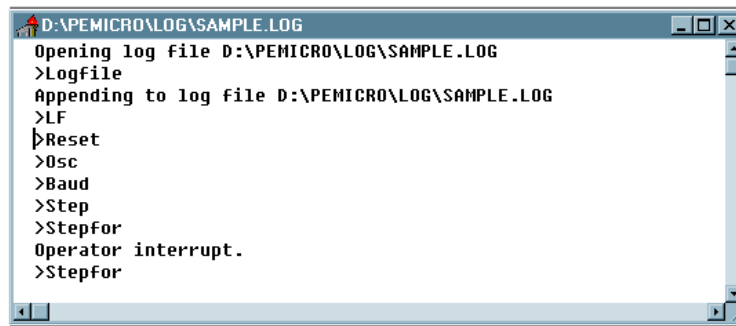 D:\PEMICRO\LOG\SAMPLE.LOG
Opening log file D:\PEMICRO\LOG\SAMPLE.LOG
>Logfile
Appending to log file D:\PEMICRO\LOG\SAMPLE.LOG
>LF
>Reset
>Osc
>Baud
>Step
>Stepfor
Operator interrupt.
>Stepfor